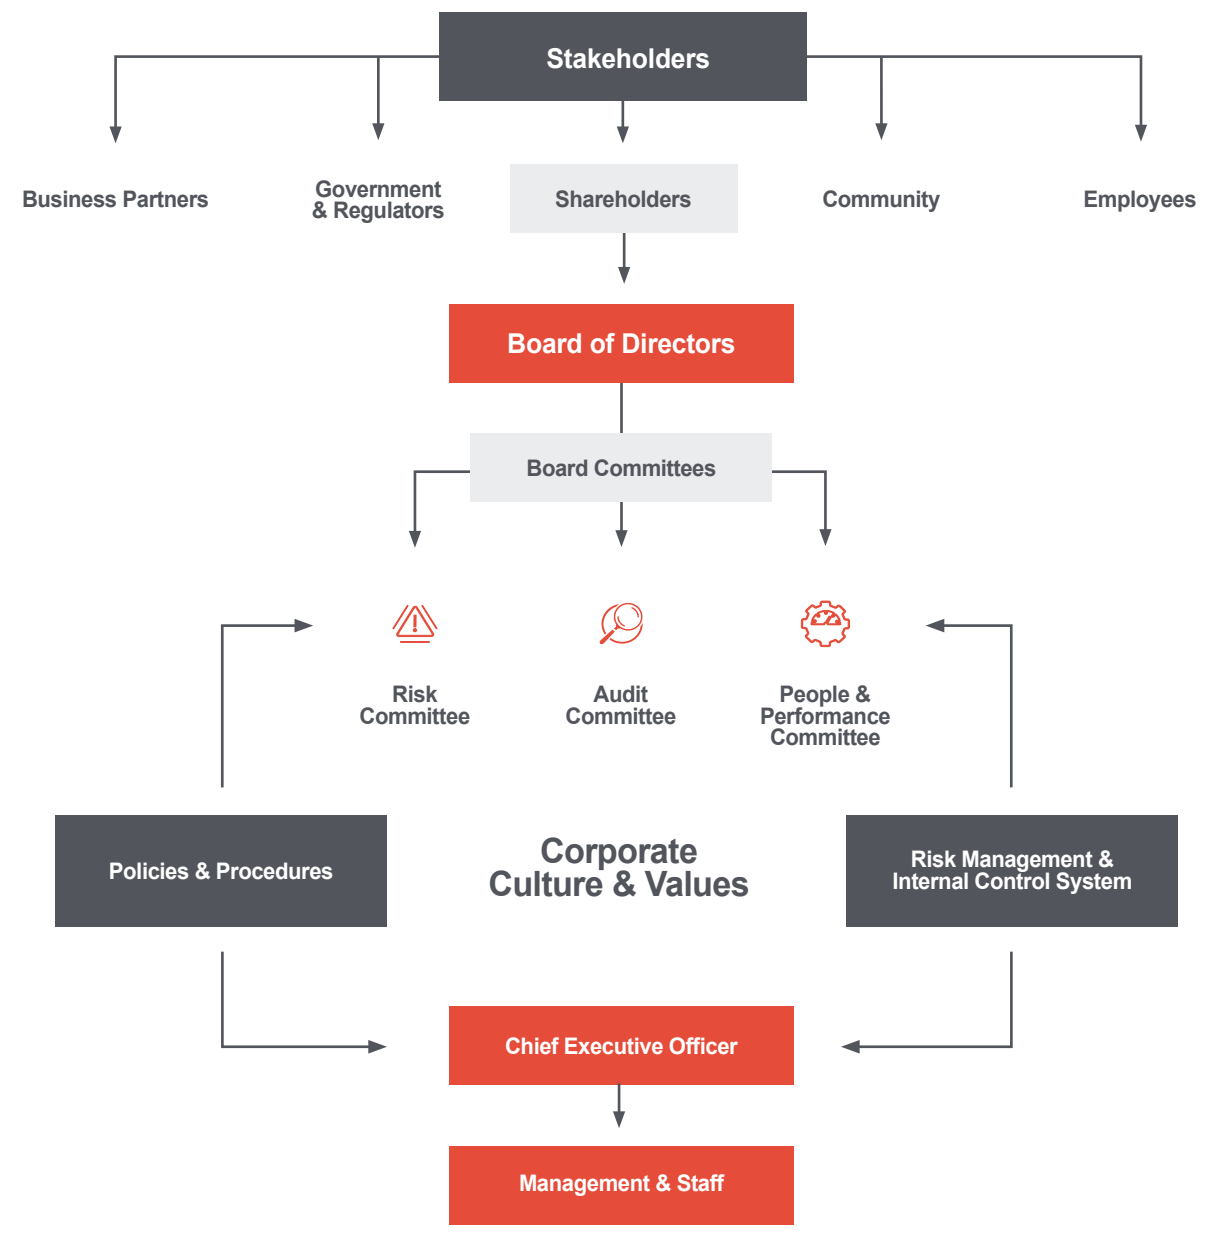 Stakeholders
Business Partners
Government
& Regulators
Shareholders
Community
Employees
Board of Directors
Board Committees
Risk
Committee
Audit
Committee
People &
Performance
Committee
Policies & Procedures
Corporate
Culture & Values
Risk Management &
Internal Control System
Chief Executive Officer
Management & Staff